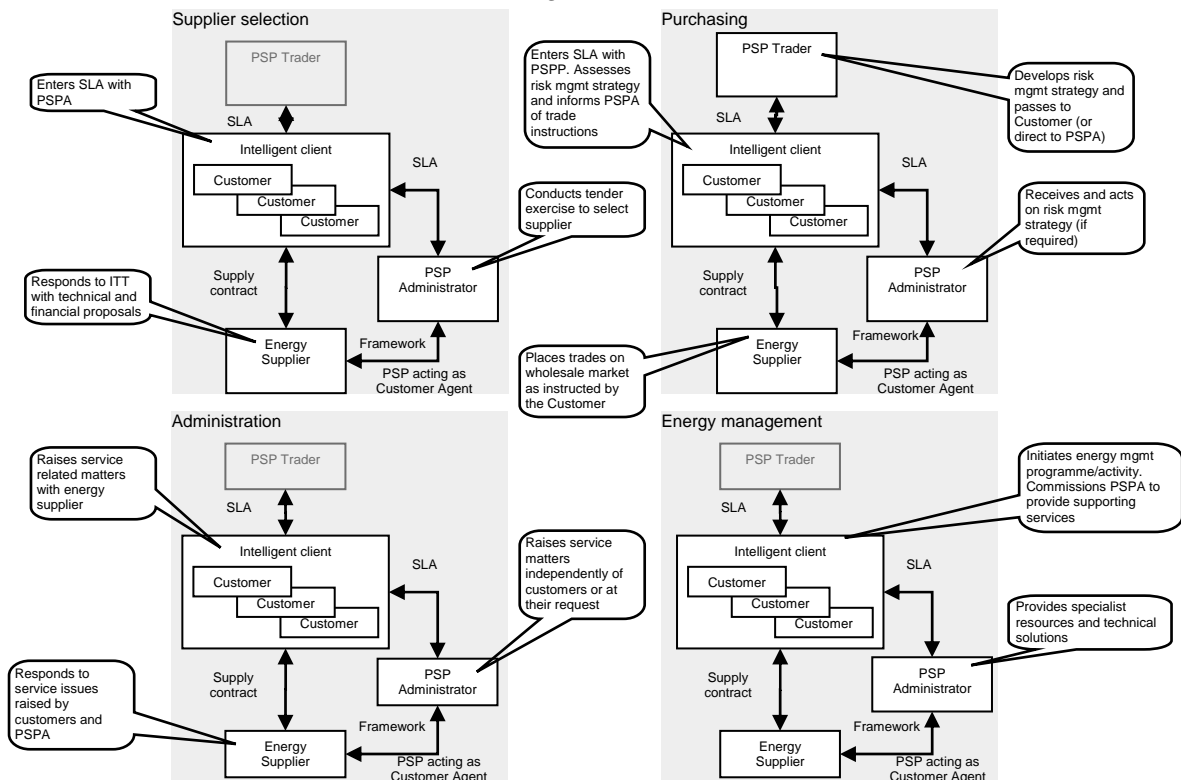 Supplier selection
PSP Trader
Enters SLA with
PSPA
SLA
Intelligent client
SLA
Customer
Customer
Customer
Conducts tender
exercise to select
supplier
Supply
contract
PSP
Administrator
Responds to ITT
with technical and
financial proposals
Energy
Supplier
Framework
PSP acting as
Customer Agent
Purchasing
PSP Trader
Enters SLA with
PSPP. Assesses
risk mgmt strategy
and informs PSPA
of trade
instructions
Develops risk
mgmt strategy and
passes to
Customer (or
direct to PSPA)
SLA
Intelligent client
SLA
Customer
Customer
Customer
Receives and acts
on risk mgmt
strategy (if
required)
Supply
contract
PSP
Administrator
Energy
Supplier
Framework
Places trades on
wholesale market
as instructed by
the Customer
PSP acting as
Customer Agent
Administration
PSP Trader
Raises service
related matters
with energy
supplier
SLA
Intelligent client
SLA
Customer
Customer
Customer
Raises service
matters
independently of
customers or at
their request
Supply
contract
PSP
Administrator
Responds to
service issues
raised by
customers and
PSPA
Framework
Energy
Supplier
PSP acting as
Customer Agent
Energy management
PSP Trader
Initiates energy mgmt
programme/activity.
Commissions PSPA to
provide supporting
services
SLA
Intelligent client
SLA
Customer
Customer
Customer
Provides specialist
resources and technical
solutions
Supply
contract
PSP
Administrator
Framework
Energy
Supplier
PSP acting as
Customer Agent